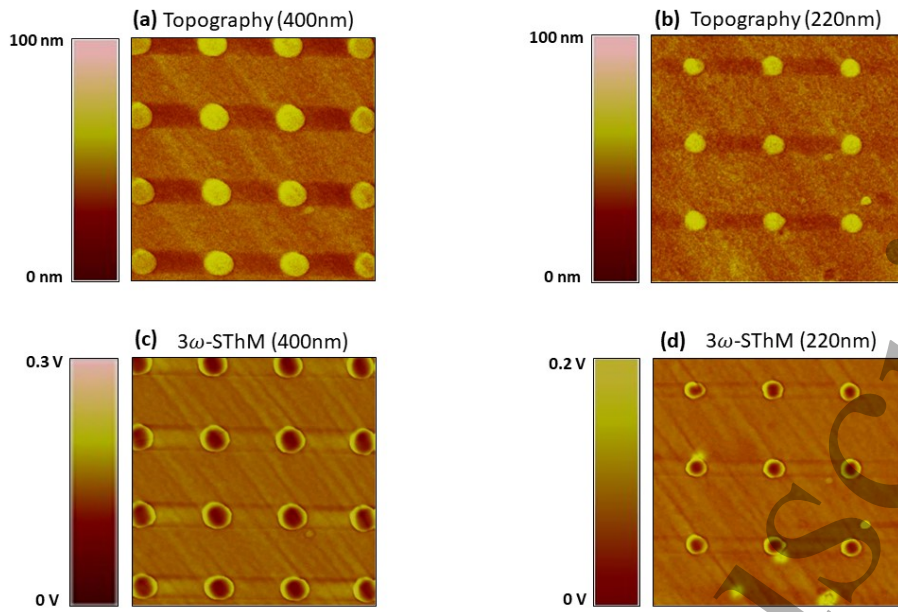 (a) Topography (400nm)
100 nm
0 nm
(b) Topography (220nm)
100 nm
0 nm
(c) 3ω-SThM (400nm)
0.3 V
0 V
(d) 3ω-SThM (220nm)
0.2 V
0 V
SC